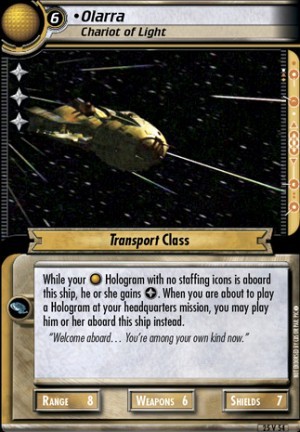 6
•Olarra
Chariot of Light
Transport Class
While your Hologram with no staffing icons is aboard
this ship, he or she gains . When you are about to play
a Hologram at your headquarters mission, you may play
him or her aboard this ship instead.
“Welcome aboard... You're among your own kind now.”
Range 8
Weapons 6
Shields 7